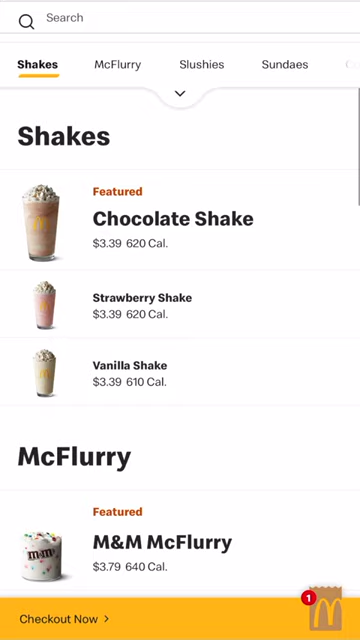 Search
Shakes McFlurry Slushies Sundaes
Shakes
Featured
Chocolate Shake
$3.39 620 Cal.
Strawberry Shake
$3.39 620 Cal.
Vanilla Shake
$3.39 610 Cal.
McFlurry
Featured
M&M McFlurry
m&m
$3.79 640 Cal.
1
Checkout Now